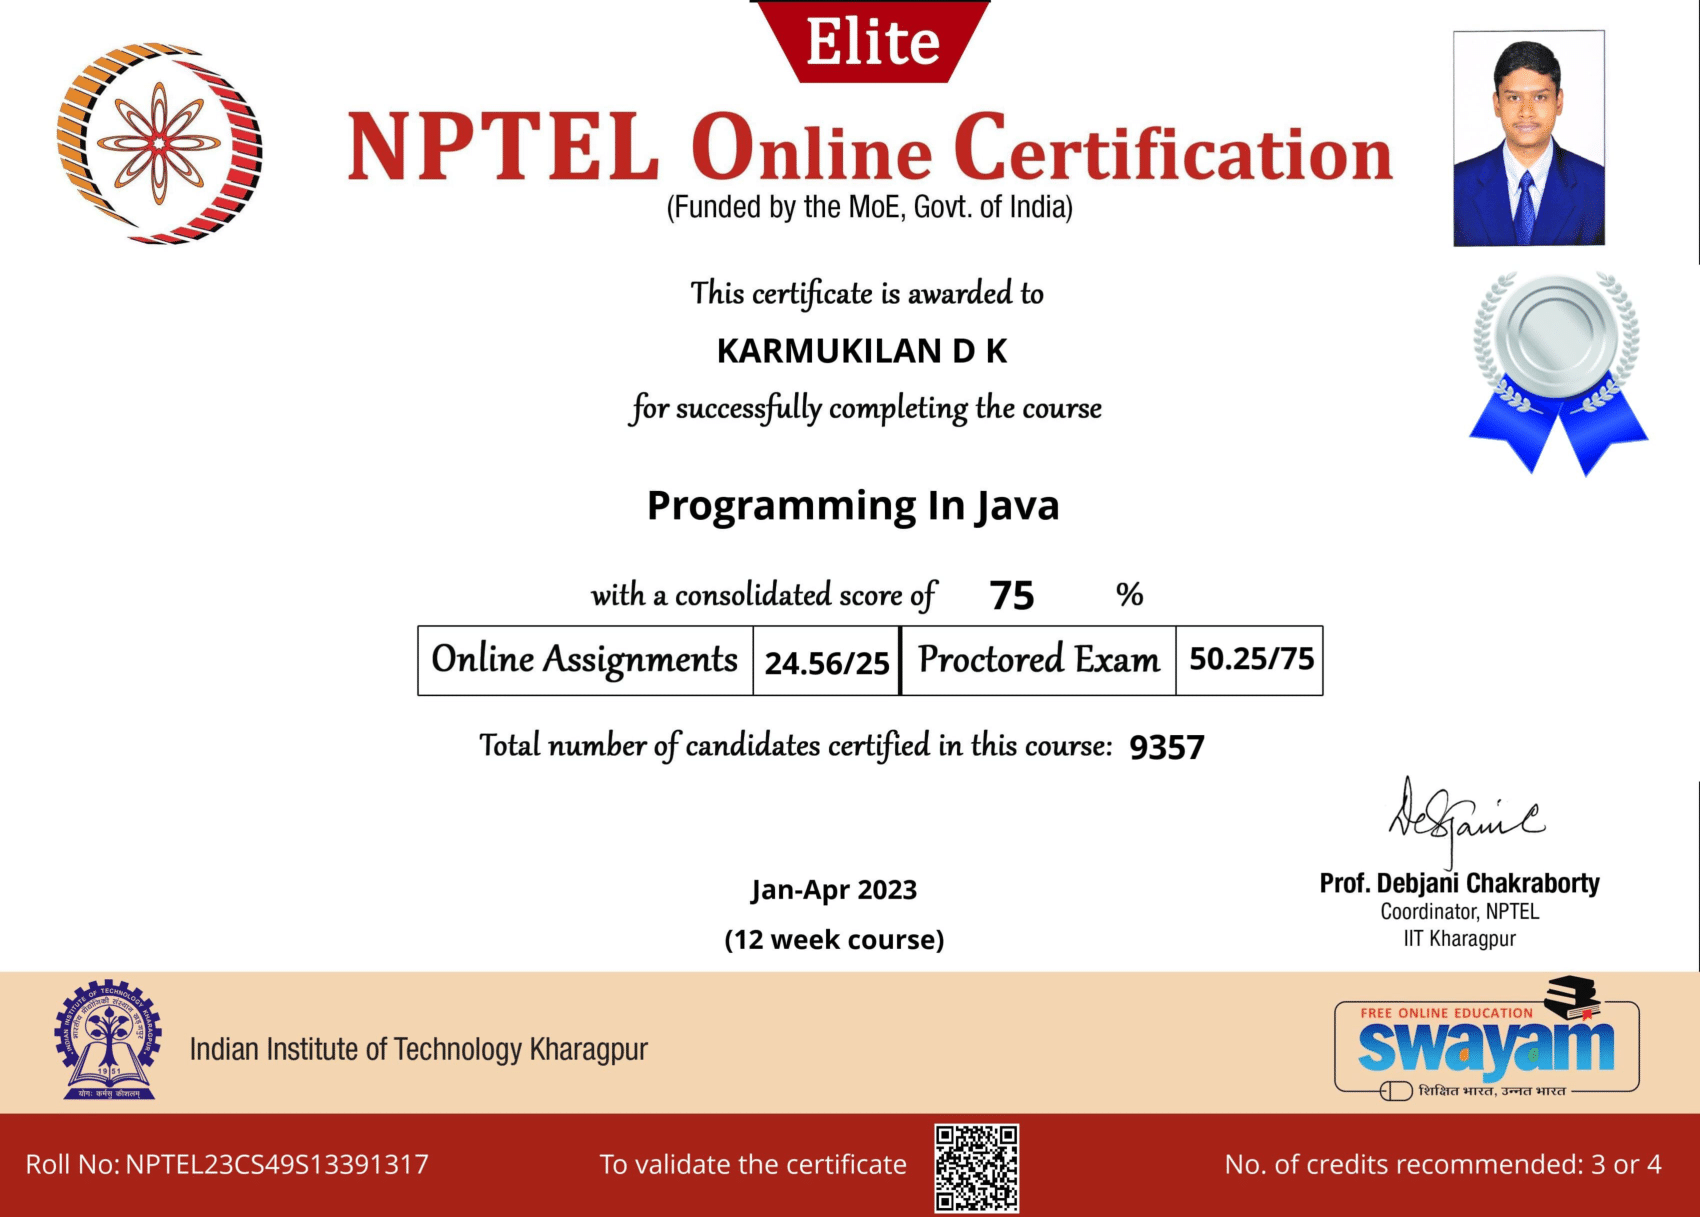 Elite
NPTEL Online Certification
(Funded by the MoE, Govt. of India)
This certificate is awarded to
KARMUKILAN D K
for successfully completing the course
Programming In Java
with a consolidated score of 75 %
Online Assignments 24.56/25 Proctored Exam 50.25/75
Total number of candidates certified in this course: 9357
Jan-Apr 2023
(12 week course)
Prof. Debjani Chakraborty
Coordinator, NPTEL
IIT Kharagpur
INDIAN INSTITUTE OF TECHNOLOGY KHARAGPUR
1951
योगः कर्मसु कौशलम्
Indian Institute of Technology Kharagpur
FREE ONLINE EDUCATION
swayam
शिक्षित भारत, उन्नत भारत
Roll No: NPTEL23CS49S13391317
To validate the certificate
No. of credits recommended: 3 or 4